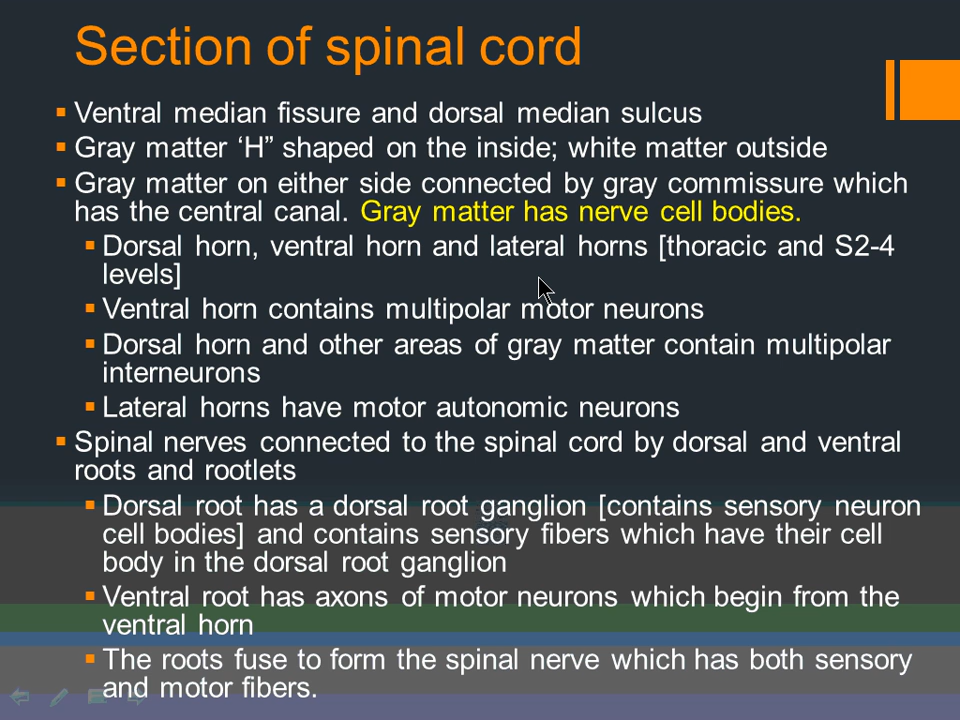 Section of spinal cord
Ventral median fissure and dorsal median sulcus
Gray matter ‘H” shaped on the inside; white matter outside
Gray matter on either side connected by gray commissure which
has the central canal. Gray matter has nerve cell bodies.
Dorsal horn, ventral horn and lateral horns [thoracic and S2-4
levels]
Ventral horn contains multipolar motor neurons
Dorsal horn and other areas of gray matter contain multipolar
interneurons
Lateral horns have motor autonomic neurons
Spinal nerves connected to the spinal cord by dorsal and ventral
roots and rootlets
Dorsal root has a dorsal root ganglion [contains sensory neuron
cell bodies] and contains sensory fibers which have their cell
body in the dorsal root ganglion
Ventral root has axons of motor neurons which begin from the
ventral horn
The roots fuse to form the spinal nerve which has both sensory
and motor fibers.